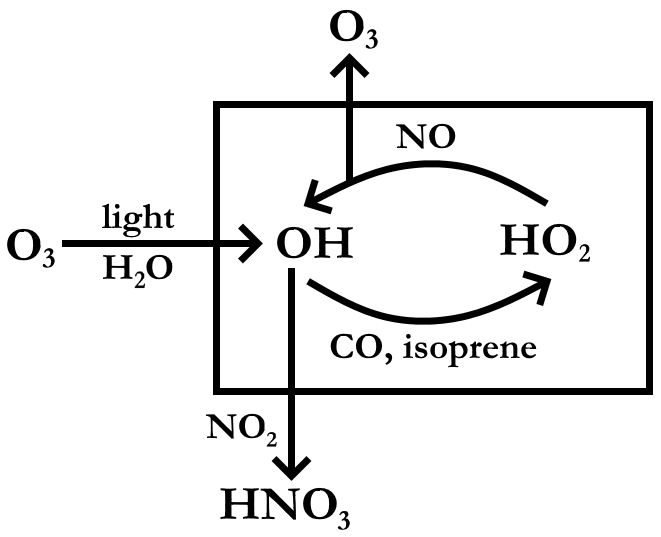 O₃
NO
light
O₃
OH
HO₂
H₂O
CO, isoprene
NO₂
HNO₃